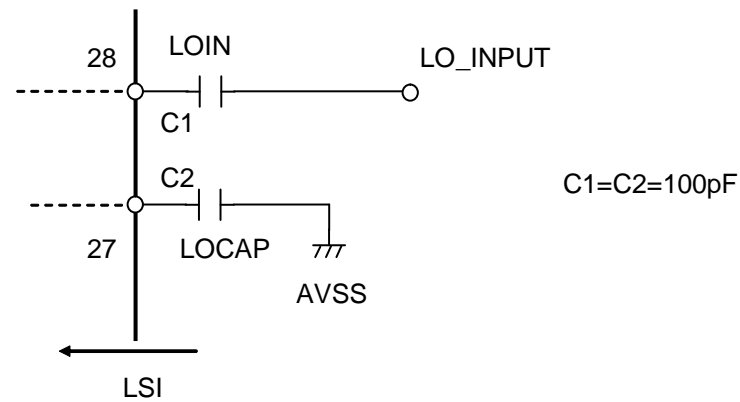 28
LOIN
LO_INPUT
C1
C2
C1=C2=100pF
27
LOCAP
AVSS
LSI